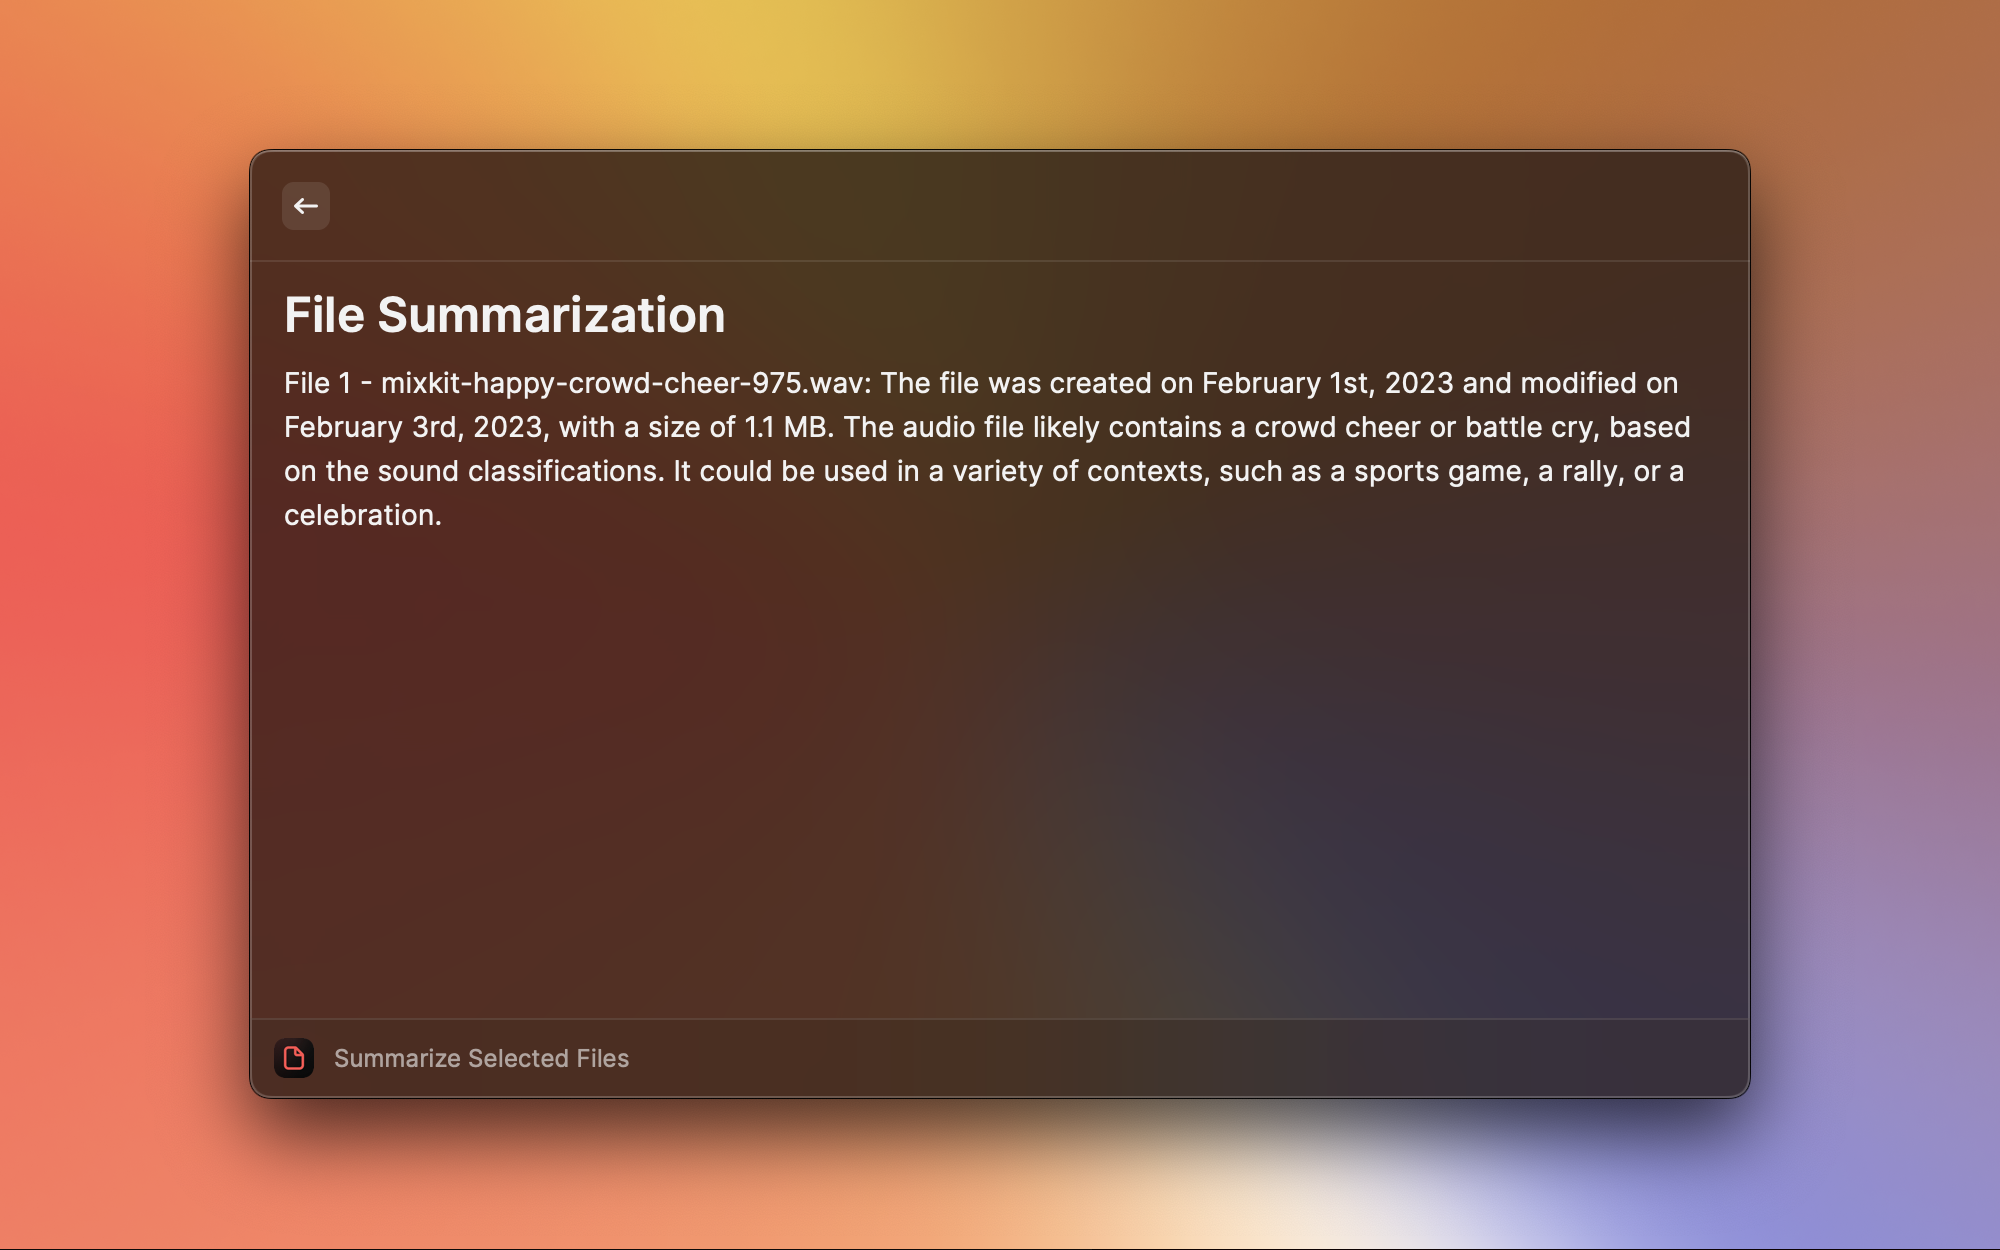 File Summarization
File 1 - mixkit-happy-crowd-cheer-975.wav: The file was created on February 1st, 2023 and modified on
February 3rd, 2023, with a size of 1.1 MB. The audio file likely contains a crowd cheer or battle cry, based
on the sound classifications. It could be used in a variety of contexts, such as a sports game, a rally, or a
celebration.
Summarize Selected Files